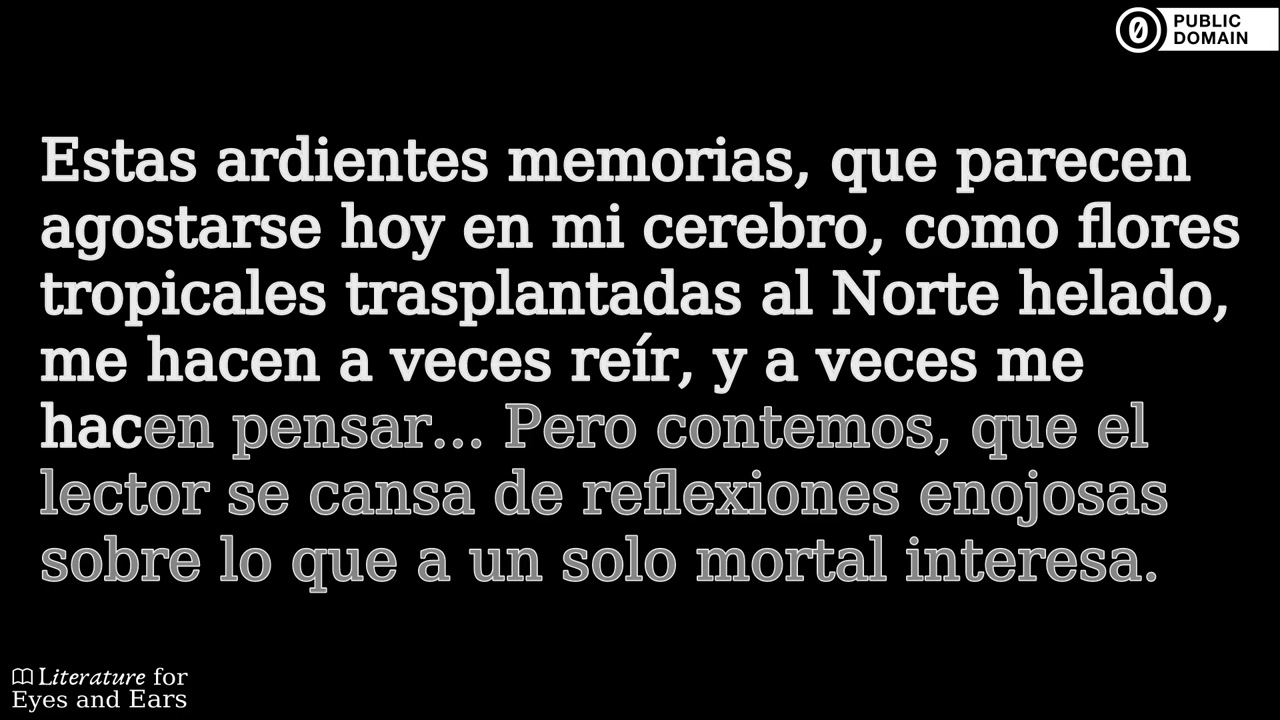 PUBLIC
DOMAIN
Estas ardientes memorias, que parecen
agostarse hoy en mi cerebro, como flores
tropicales trasplantadas al Norte helado,
me hacen a veces reír, y a veces me
hacen pensar... Pero contemos, que el
lector se cansa de reflexiones enojosas
sobre lo que a un solo mortal interesa.
Literature for
Eyes and Ears